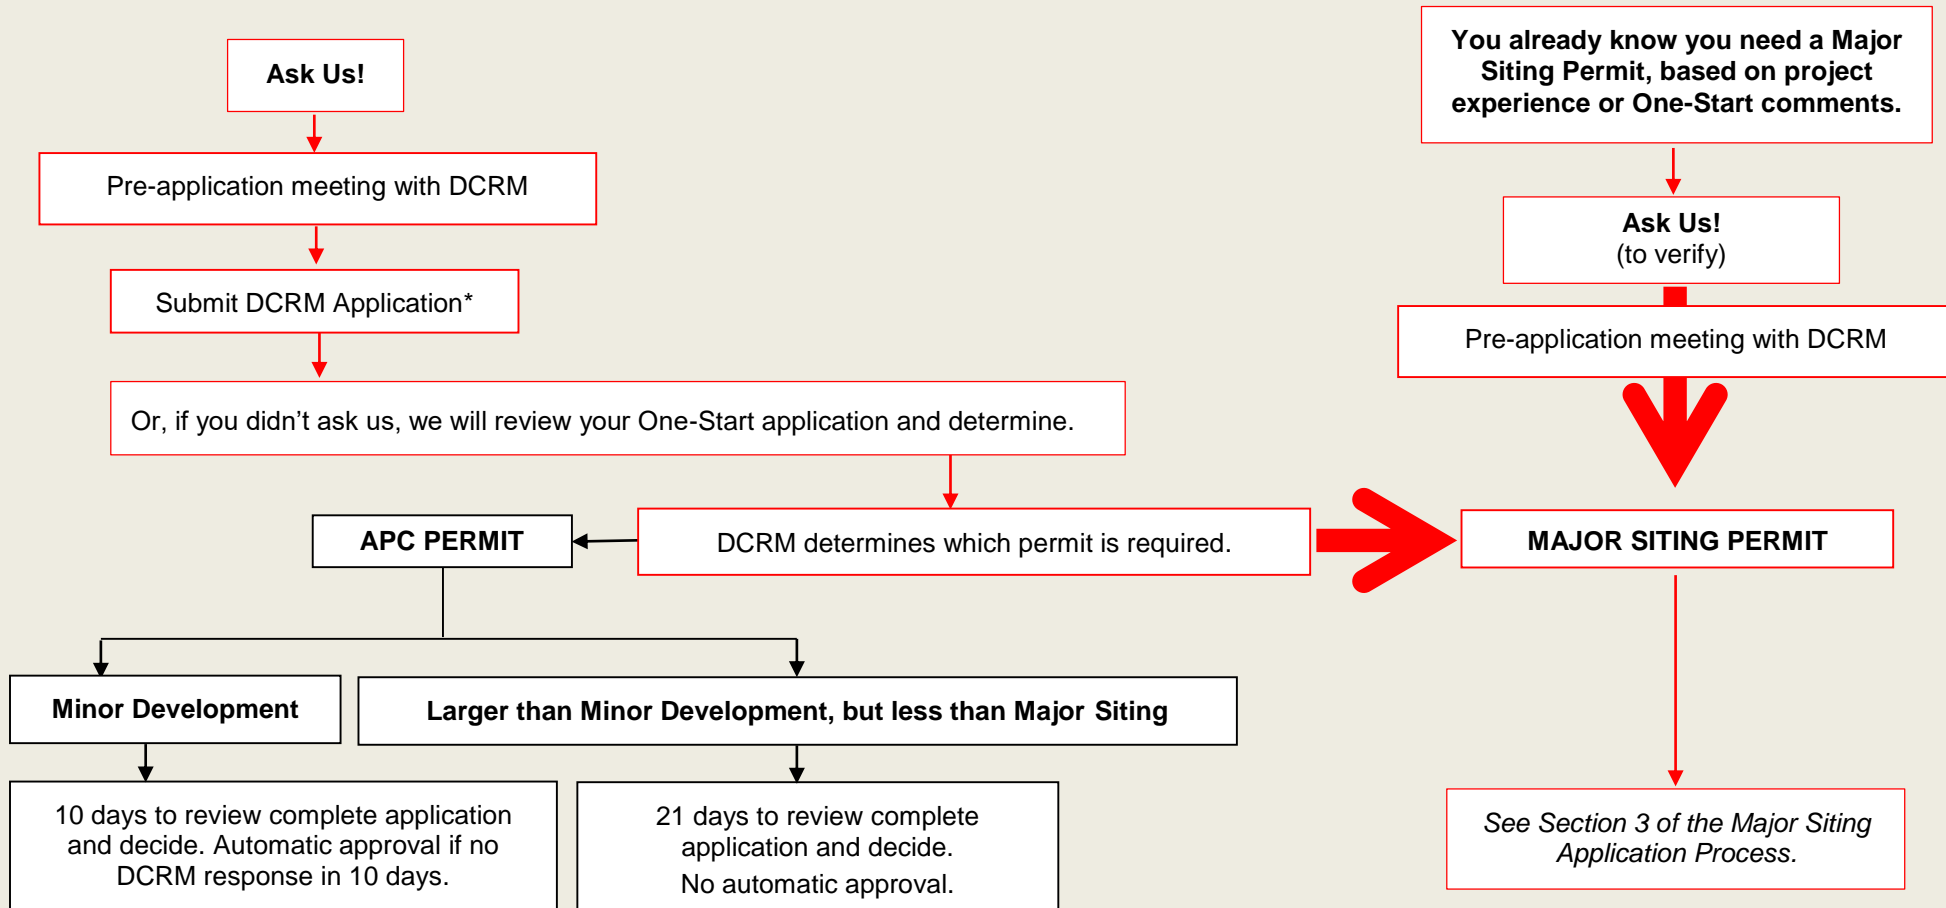 Ask Us!
Pre-application meeting with DCRM
Submit DCRM Application*
Or, if you didn’t ask us, we will review your One-Start application and determine.
You already know you need a Major
Siting Permit, based on project
experience or One-Start comments.
Ask Us!
(to verify)
Pre-application meeting with DCRM
APC PERMIT
DCRM determines which permit is required.
MAJOR SITING PERMIT
Minor Development
Larger than Minor Development, but less than Major Siting
10 days to review complete application
and decide. Automatic approval if no
DCRM response in 10 days.
21 days to review complete
application and decide.
No automatic approval.
See Section 3 of the Major Siting
Application Process.